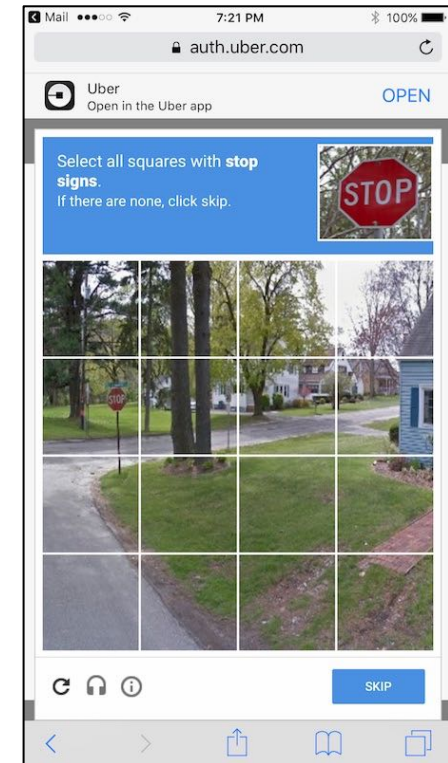 Mail 7:21 PM 100%
auth.uber.com
Uber
Open in the Uber app
OPEN
Select all squares with stop
signs.
If there are none, click skip.
STOP
STOP
SKIP